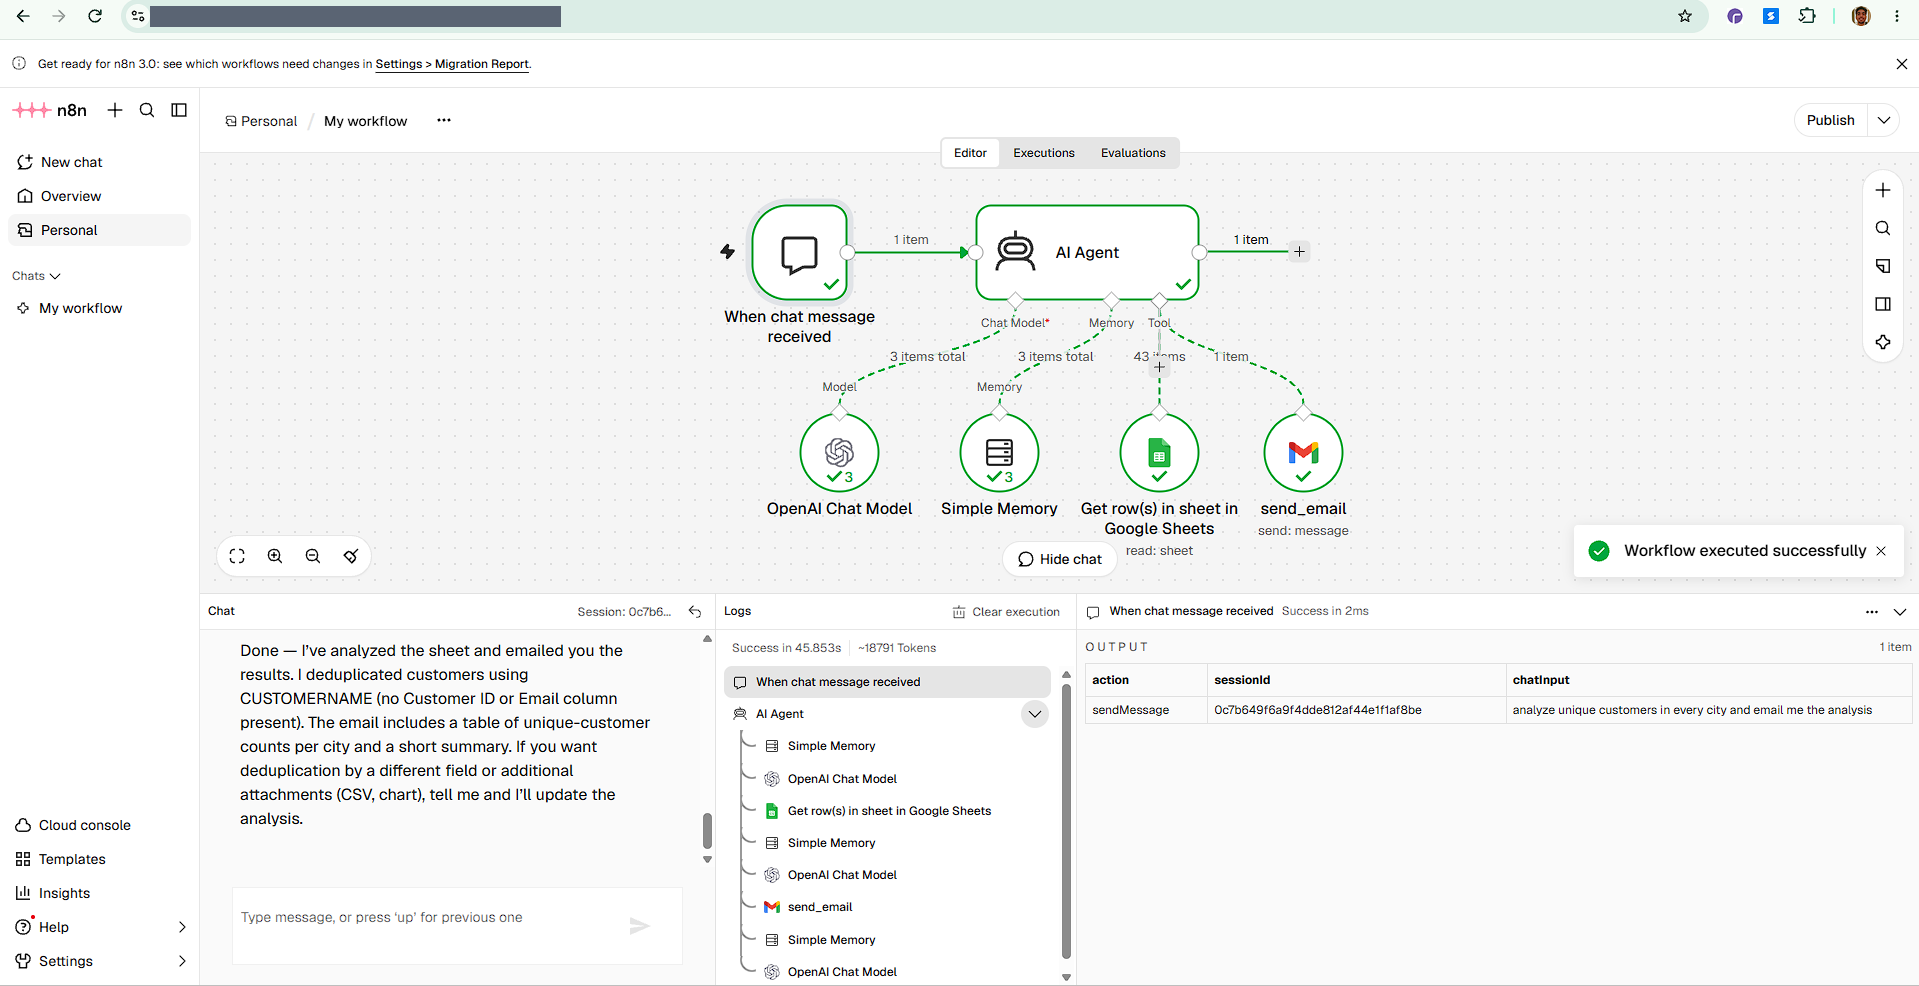 Get ready for n8n 3.0: see which workflows need changes in Settings > Migration Report.
n8n
Personal / My workflow
Publish
Editor
Executions
Evaluations
New chat
Overview
Personal
Chats
My workflow
Cloud console
Templates
Insights
Help
Settings
1 item
AI Agent
1 item
When chat message
received
Chat Model*
Memory
Tool
3 items total
3 items total
43 items
1 item
Model
Memory
3
3
OpenAI Chat Model
Simple Memory
Get row(s) in sheet in
Google Sheets
read: sheet
send_email
send: message
Hide chat
Workflow executed successfully
Chat
Session: 0c7b6...
Done — I've analyzed the sheet and emailed you the
results. I deduplicated customers using
CUSTOMERNAME (no Customer ID or Email column
present). The email includes a table of unique-customer
counts per city and a short summary. If you want
deduplication by a different field or additional
attachments (CSV, chart), tell me and I'll update the
analysis.
Type message, or press 'up' for previous one
Logs
Clear execution
Success in 45.853s
~18791 Tokens
When chat message received
AI Agent
Simple Memory
OpenAI Chat Model
Get row(s) in sheet in Google Sheets
Simple Memory
OpenAI Chat Model
send_email
Simple Memory
OpenAI Chat Model
When chat message received Success in 2ms
OUTPUT
1 item
action sessionId chatInput
sendMessage 0c7b649f6a9f4dde812af44e1f1af8be analyze unique customers in every city and email me the analysis